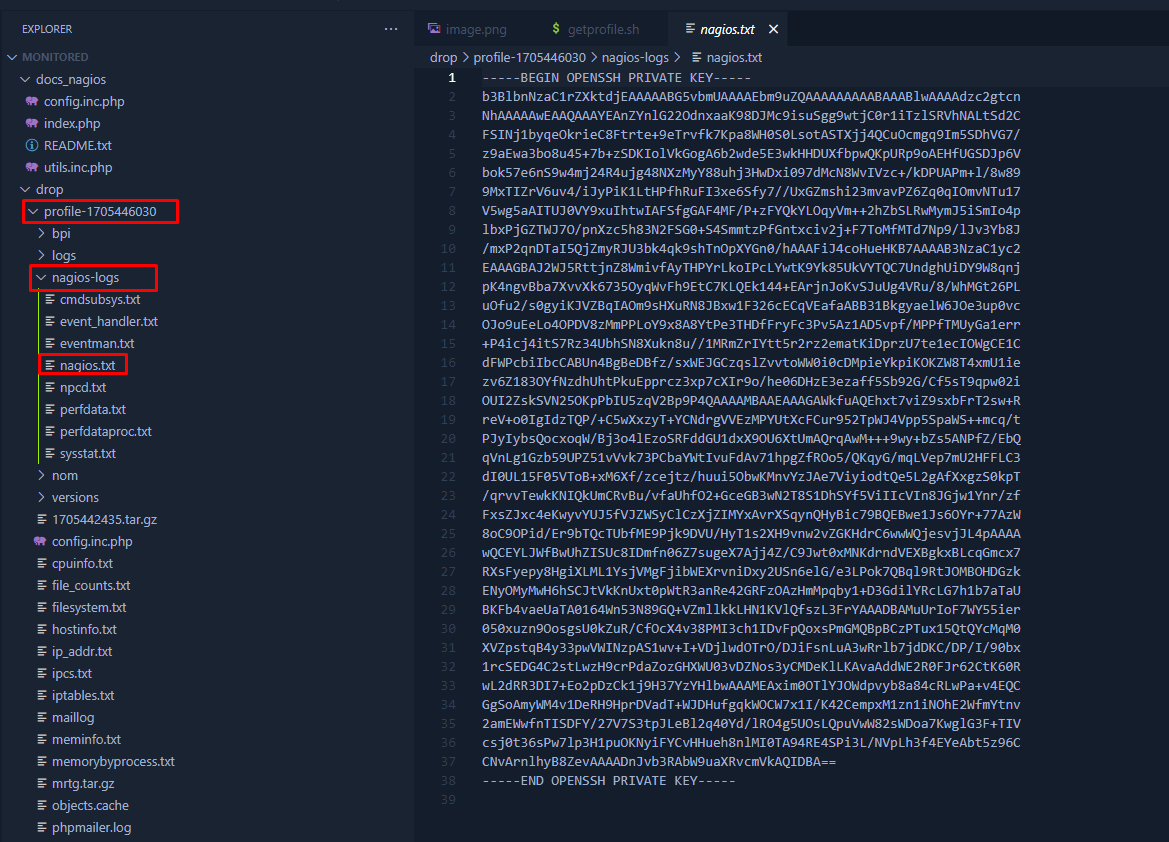 EXPLORER
MONITORED
docs_nagios
config.inc.php
index.php
README.txt
utils.inc.php
drop
profile-1705446030
bpi
logs
nagios-logs
cmdsubsys.txt
event_handler.txt
eventman.txt
nagios.txt
npcd.txt
perfdata.txt
perfdataproc.txt
sysstat.txt
nom
versions
1705442435.tar.gz
config.inc.php
cpuinfo.txt
file_counts.txt
filesystem.txt
hostinfo.txt
ip_addr.txt
ipcs.txt
iptables.txt
maillog
meminfo.txt
memorybyprocess.txt
mrtg.tar.gz
objects.cache
phpmailer.log
image.png $ getprofile.sh nagios.txt
drop > profile-1705446030 > nagios-logs > nagios.txt
1 -----BEGIN OPENSSH PRIVATE KEY-----
2 b3BlbnNzaC1rZXktdjEAAAAABG5vbmUAAAAEbm9uZQAAAAAAAAABAAABlwAAAAdzc2gtcn
3 NhAAAAAwEAAQAAAYEAnZYnlG22OdnxaaK98DJMc9isuSgg9wtjC0r1iTzlSRVhNALtSd2C
4 FSINj1byqeOkrieC8Ftrte+9eTrvfk7Kpa8WH0S0LsotASTXjj4QCuOcmgq9Im5SDhVG7/
5 z9aEwa3bo8u45+7b+zSDKIolVkGogA6b2wde5E3wkHHDUXfbpwQKpURp9oAEHfUGSDJp6V
6 bok57e6nS9w4mj24R4ujg48NXzMyY88uhj3HwDxi097dMcN8WvIVzc+/kDPUAPm+l/8w89
7 9MxTIZrV6uv4/iJyPiK1LtHPfhRuFI3xe6Sfy7//UxGZmshi23mvavPZ6Zq0qIOmvNTu17
8 V5wg5aAITUJ0VY9xuIhtwIAFSfgGAF4MF/P+zFYQkYLOqyVm++2hZbSLRwMymJ5iSmIo4p
9 lbxPjGZTWJ7O/pnXzc5h83N2FSG0+S4SmmtzPfGntxciv2j+F7ToMfMTd7Np9/lJv3Yb8J
10 /mxP2qnDTaI5QjZmyRJU3bk4qk9shTnOpXYGn0/hAAAFiJ4coHueHKB7AAAAB3NzaC1yc2
11 EAAAGBAJ2WJ5RttjnZ8WmivfAyTHPYrLkoIPcLYwtK9Yk85UkVYTQC7UndghUiDY9W8qnj
12 pK4ngvBba7XvvXk6735OyqWvFh9EtC7KLQEk144+EArjnJoKvSJuUg4VRu/8/WhMGt26PL
13 uOfu2/s0gyiKJVZBqIAOm9sHXuRN8JBxw1F326cECqVEafaABB31BkgyaelW6JOe3up0vc
14 OJo9uEeLo4OPDV8zMmPPLoY9x8A8YtPe3THDfFryFc3Pv5Az1AD5vpf/MPPfTMUyGa1err
15 +P4icj4itS7Rz34UbhSN8Xukn8u//1MRmZrIYtt5r2rz2ematKiDprzU7te1ecIOWgCE1C
16 dFWPcbiIbcCABUn4BgBeDBfz/sxWEJGCzqslZvvtoWW0i0cDMpieYkpiKOKZW8T4xmU1ie
17 zv6Z183OYfNzdhUhtPkuEpprcz3xp7cXIr9o/he06DHzE3ezaff5Sb92G/Cf5sT9qpw02i
18 OUI2ZskSVN25OKpPbIU5zqV2Bp9P4QAAAAMBAAEAAAGAWkfuAQEhxt7viZ9sxbFrT2sw+R
19 reV+o0IgIdzTQP/+C5wXxzyT+YCNdrgVVEzMPYUtXcFCur952TpWJ4Vpp5SpaWS++mcq/t
20 PJyIybsQocxoqW/Bj3o4lEzoSRFddGU1dxX9OU6XtUmAQrqAwM+++9wy+bZs5ANPfZ/EbQ
21 qVnLg1Gzb59UPZ51vVvk73PCbaYWtIvuFdAv71hpgZfROo5/QKqyG/mqLVep7mU2HFFLC3
22 dI0UL15F05VToB+xM6Xf/zcejtz/huui5ObwKMnvYzJAe7ViyiodtQe5L2gAfXxgzS0kpT
23 /qrvvTewkKNIQkUmCRvBu/vfaUhfO2+GceGB3wN2T8S1DhSYf5ViIIcVIn8JGjw1Ynr/zf
24 FxsZJxc4eKwyvYUJ5fVJZWSyClCzXjZIMYxAvrXSqynQHyBic79BQEBwe1Js6OYr+77AzW
25 8oC9OPid/Er9bTQcTUbfME9Pjk9DVU/HyT1s2XH9vnw2vZGKHdrC6wwWQjesvjJL4pAAAA
26 wQCEYLJWfBwUhZISUc8IDmfn06Z7sugeX7Ajj4Z/C9Jwt0xMNKdrndVEXBgkxBLcqGmcx7
27 RXsFyepy8HgiXLML1YsjVMgFjibWEXrvniDxy2USn6elG/e3LPok7QBql9RtJOMBOHDGzk
28 ENyOMyMwH6hSCJtVkKnUxt0pWtR3anRe42GRFzOAzHmMpqby1+D3GdilYRcLG7h1b7aTaU
29 BKFb4vaeUaTA0164Wn53N89GQ+VZmllkkLHN1KVlQfszL3FrYAAADBAMuUrIoF7WY55ier
30 050xuzn9OosgsU0kZuR/CfOcX4v38PMI3ch1IDvFpQoxsPmGMQBpBCzPTux15QtQYcMqM0
31 XVZpstqB4y33pwVWINzpAS1wv+I+VDjlwdOTrO/DJiFsnLuA3wRrlb7jdDKC/DP/I/90bx
32 1rcSEDG4C2stLwzH9crPdaZozGHXWU03vDZNos3yCMDeKlLKAvaAddWE2R0FJr62CtK60R
33 wL2dRR3DI7+Eo2pDzCk1j9H37YzYHlbwAAAMEAxim0OTlYJOWdpvyb8a84cRLwPa+v4EQC
34 GgSoAmyWM4v1DeRH9HprDVadT+WJDHufgqkWOCW7x1I/K42CempxM1zn1iNOhE2WfmYtnv
35 2amEWwfnTISDFY/27V7S3tpJLeBl2q40Yd/lRO4g5UOsLQpuVwW82sWDoa7KwglG3F+TIV
36 csj0t36sPw7lp3H1puOKNyiFYCvHHueh8nlMI0TA94RE4SPi3L/NVpLh3f4EYeAbt5z96C
37 CNvArnlhyB8ZevAAAADnJvb3RAbW9uaXRvcmVkAQIDBA==
38 -----END OPENSSH PRIVATE KEY-----
39